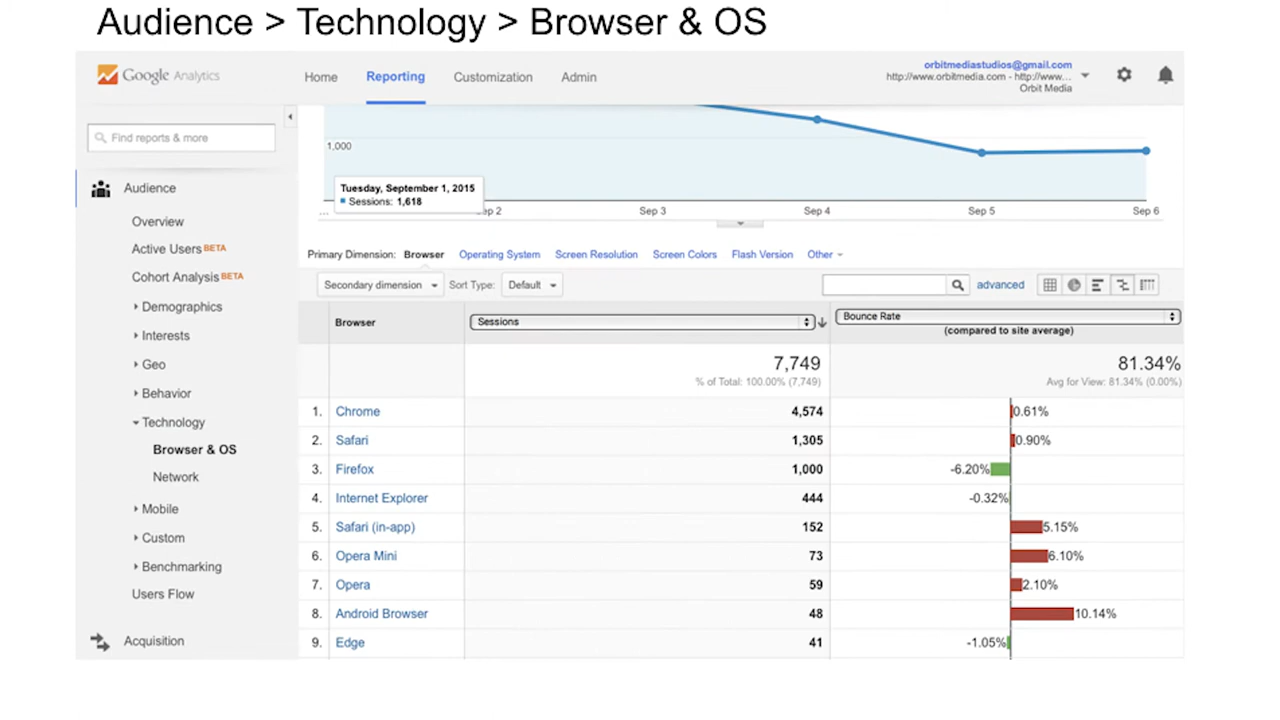 Audience > Technology > Browser & OS
Google Analytics
Home Reporting Customization Admin
orbitmediastudios@gmail.com
http://www.orbitmedia.com - http://www...
Orbit Media
Find reports & more
Audience
Overview
Active Users BETA
Cohort Analysis BETA
Demographics
Interests
Geo
Behavior
Technology
Browser & OS
Network
Mobile
Custom
Benchmarking
Users Flow
Acquisition
1,000
Tuesday, September 1, 2015
Sessions: 1,618
... ep 2 Sep 3 Sep 4 Sep 5 Sep 6
Primary Dimension: Browser Operating System Screen Resolution Screen Colors Flash Version Other
Secondary dimension Sort Type: Default advanced
Browser Sessions Bounce Rate
(compared to site average)
7,749 81.34%
% of Total: 100.00% (7,749) Avg for View: 81.34% (0.00%)
1. Chrome 4,574 0.61%
2. Safari 1,305 0.90%
3. Firefox 1,000 -6.20%
4. Internet Explorer 444 -0.32%
5. Safari (in-app) 152 5.15%
6. Opera Mini 73 6.10%
7. Opera 59 2.10%
8. Android Browser 48 10.14%
9. Edge 41 -1.05%